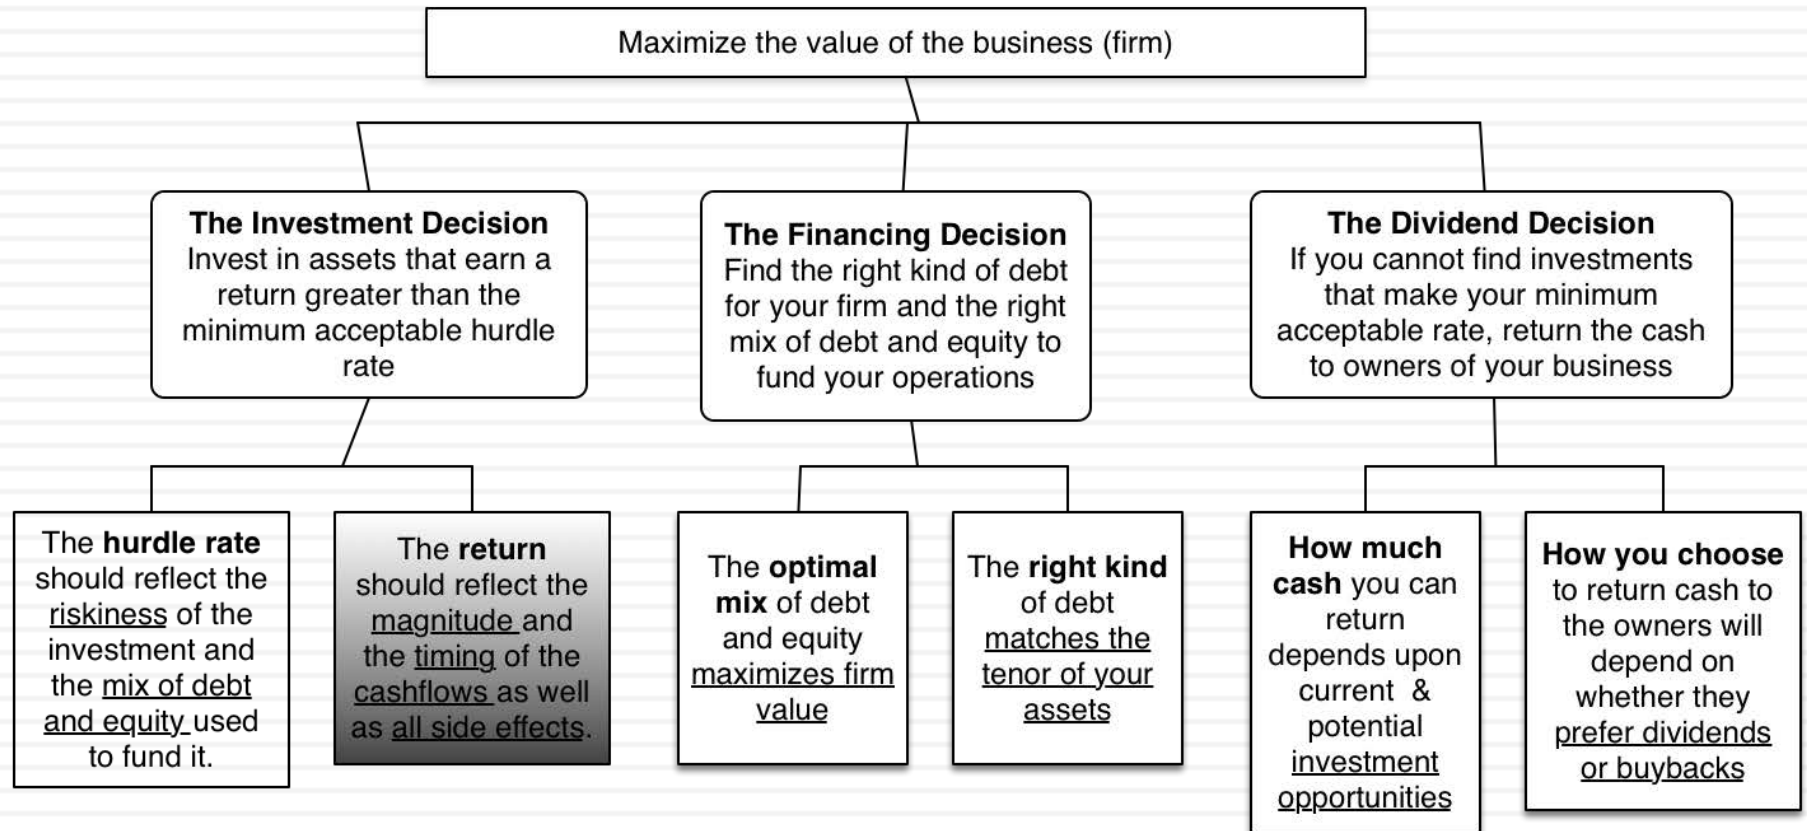 Maximize the value of the business (firm)
The Investment Decision
Invest in assets that earn a
return greater than the
minimum acceptable hurdle
rate
The Financing Decision
Find the right kind of debt
for your firm and the right
mix of debt and equity to
fund your operations
The Dividend Decision
If you cannot find investments
that make your minimum
acceptable rate, return the cash
to owners of your business
The hurdle rate
should reflect the
riskiness of the
investment and
the mix of debt
and equity used
to fund it.
The return
should reflect the
magnitude and
the timing of the
cashflows as well
as all side effects.
The optimal
mix of debt
and equity
maximizes firm
value
The right kind
of debt
matches the
tenor of your
assets
How much
cash you can
return
depends upon
current &
potential
investment
opportunities
How you choose
to return cash to
the owners will
depend on
whether they
prefer dividends
or buybacks